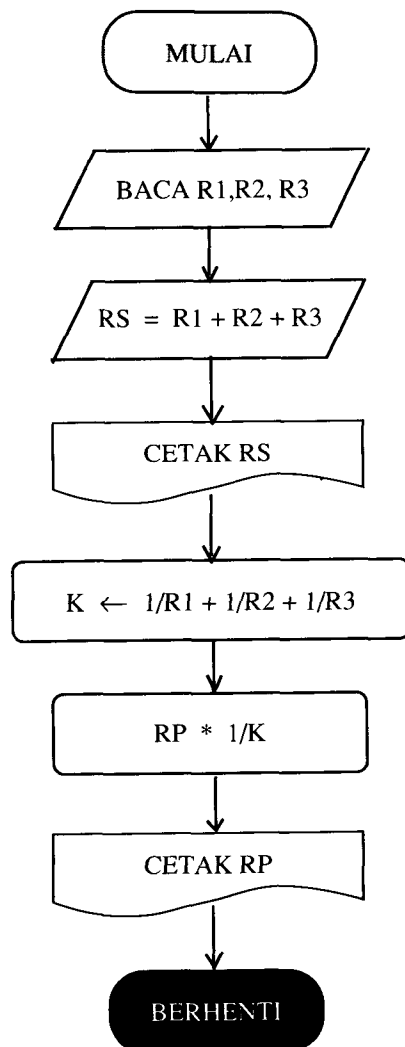 MULAI
BACA R1,R2, R3
RS = R1 + R2 + R3
CETAK RS
K ← 1/R1 + 1/R2 + 1/R3
RP * 1/K
CETAK RP
BERHENTI